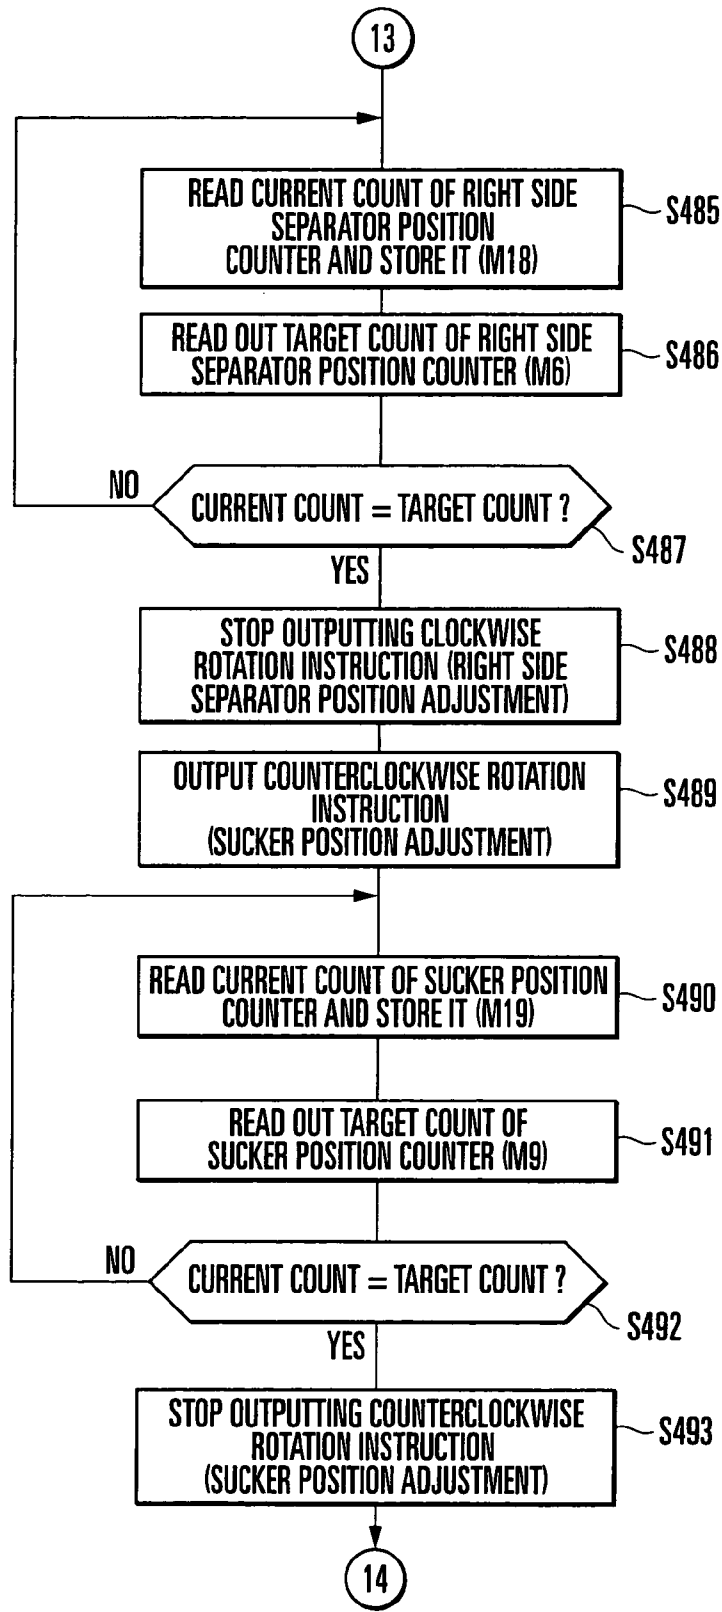 13
READ CURRENT COUNT OF RIGHT SIDE
SEPARATOR POSITION
COUNTER AND STORE IT (M18)
S485
READ OUT TARGET COUNT OF RIGHT SIDE
SEPARATOR POSITION COUNTER (M6)
S486
NO
CURRENT COUNT = TARGET COUNT ?
S487
YES
STOP OUTPUTTING CLOCKWISE
ROTATION INSTRUCTION (RIGHT SIDE
SEPARATOR POSITION ADJUSTMENT)
S488
OUTPUT COUNTERCLOCKWISE ROTATION
INSTRUCTION
(SUCKER POSITION ADJUSTMENT)
S489
READ CURRENT COUNT OF SUCKER POSITION
COUNTER AND STORE IT (M19)
S490
READ OUT TARGET COUNT OF
SUCKER POSITION COUNTER (M9)
S491
NO
CURRENT COUNT = TARGET COUNT ?
S492
YES
STOP OUTPUTTING COUNTERCLOCKWISE
ROTATION INSTRUCTION
(SUCKER POSITION ADJUSTMENT)
S493
14